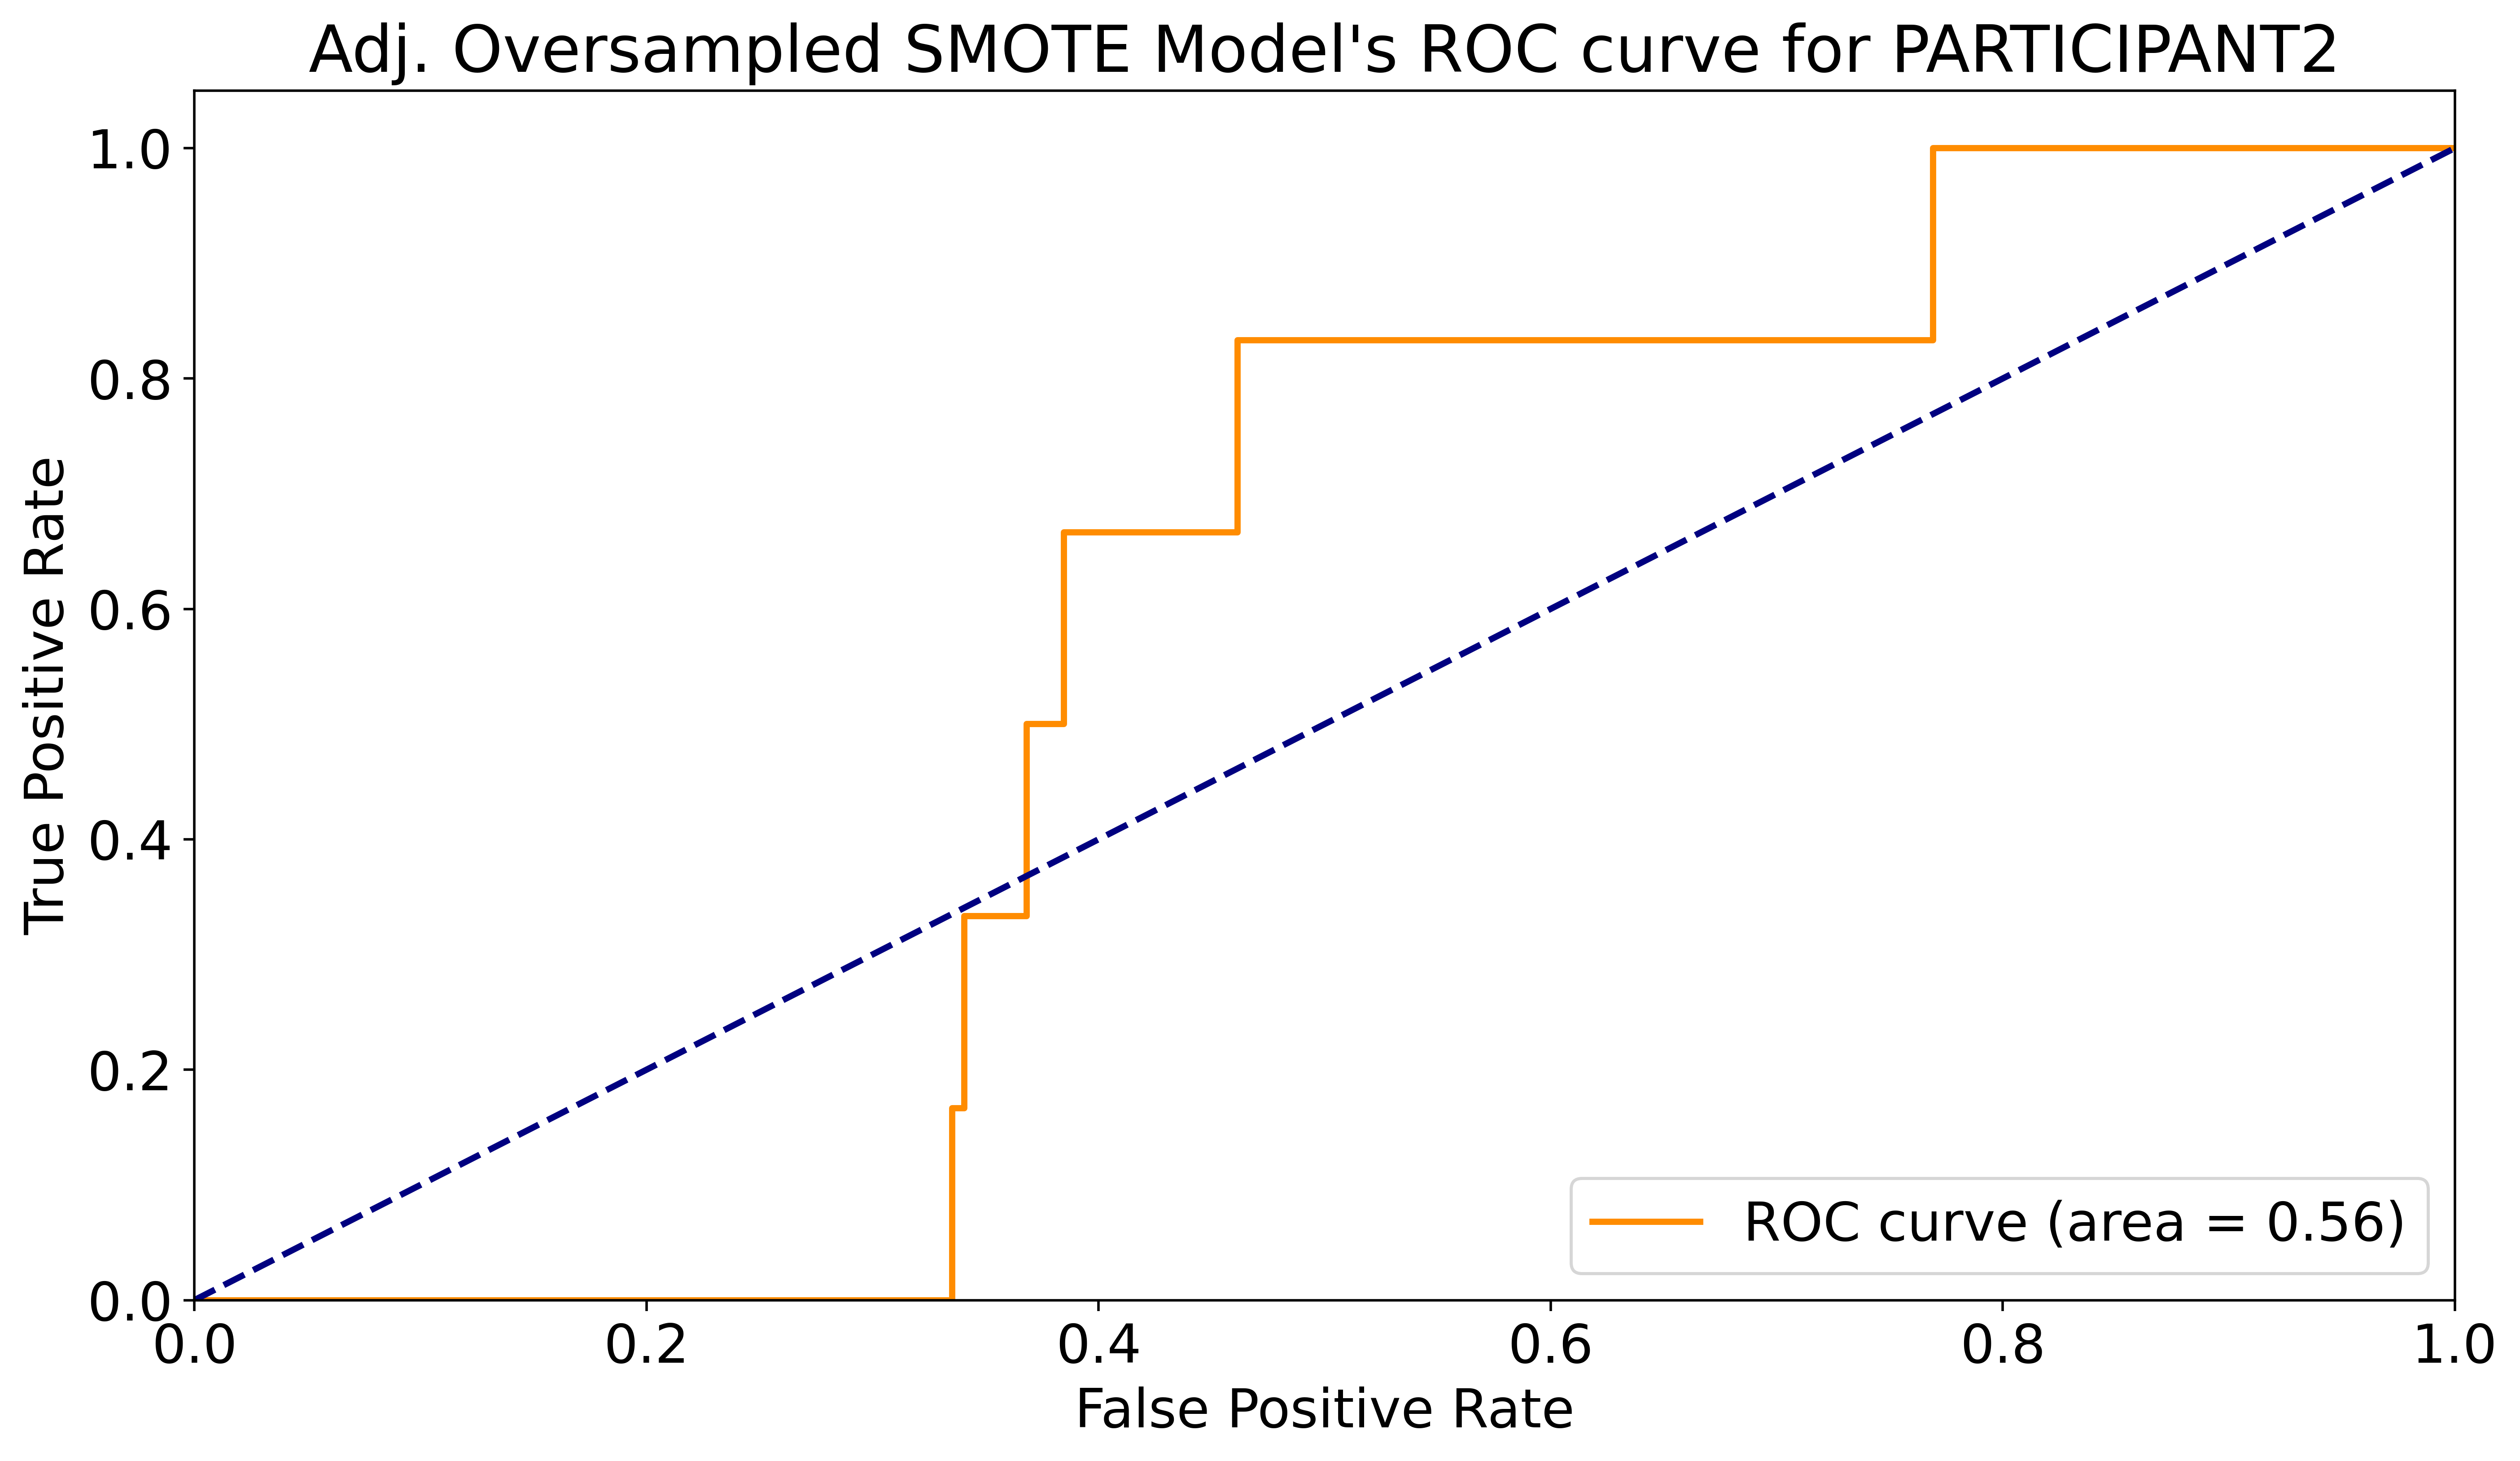 Adj. Oversampled SMOTE Model's ROC curve for PARTICIPANT2
True Positive Rate
1.0
0.8
0.6
0.4
0.2
0.0
0.0 0.2 0.4 0.6 0.8 1.0
False Positive Rate
ROC curve (area = 0.56)